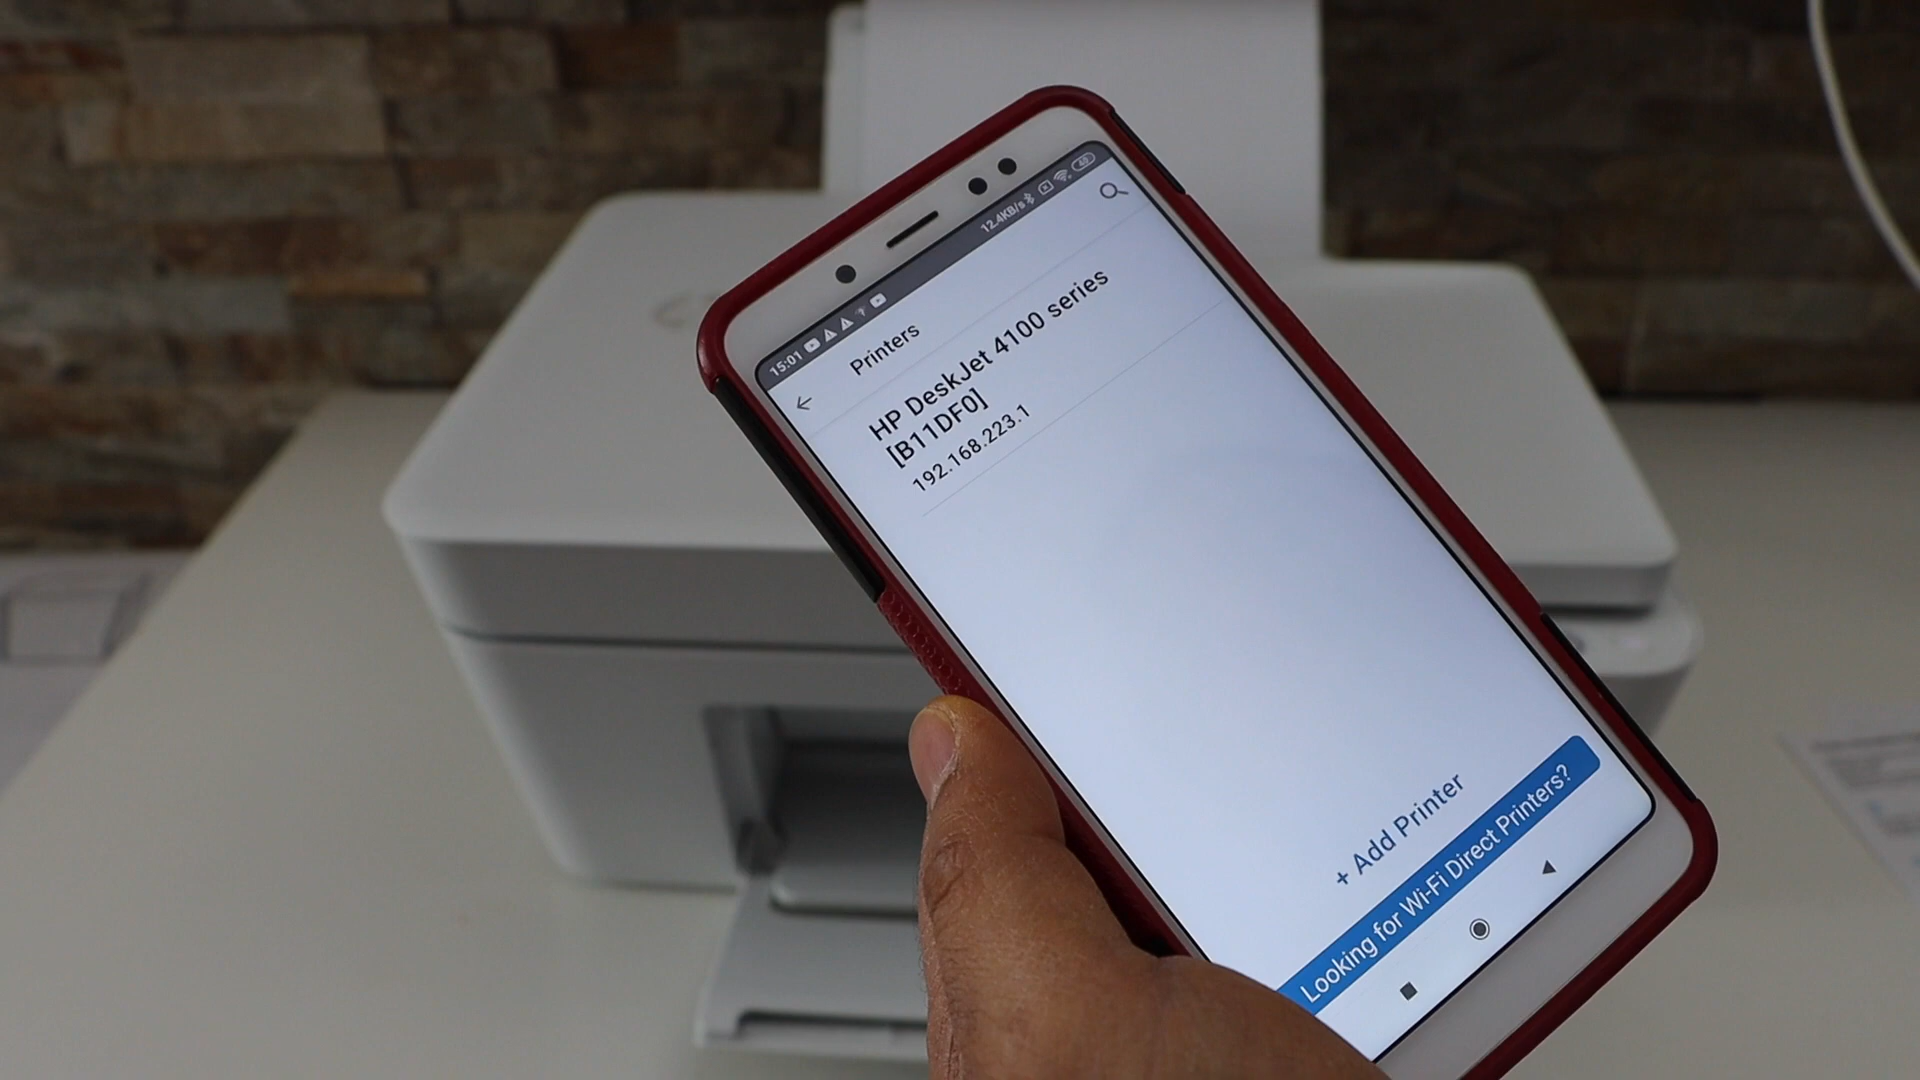 15:01
12.4KB/s
46
Printers
HP DeskJet 4100 series
[B11DF0]
192.168.223.1
+ Add Printer
Looking for Wi-Fi Direct Printers?